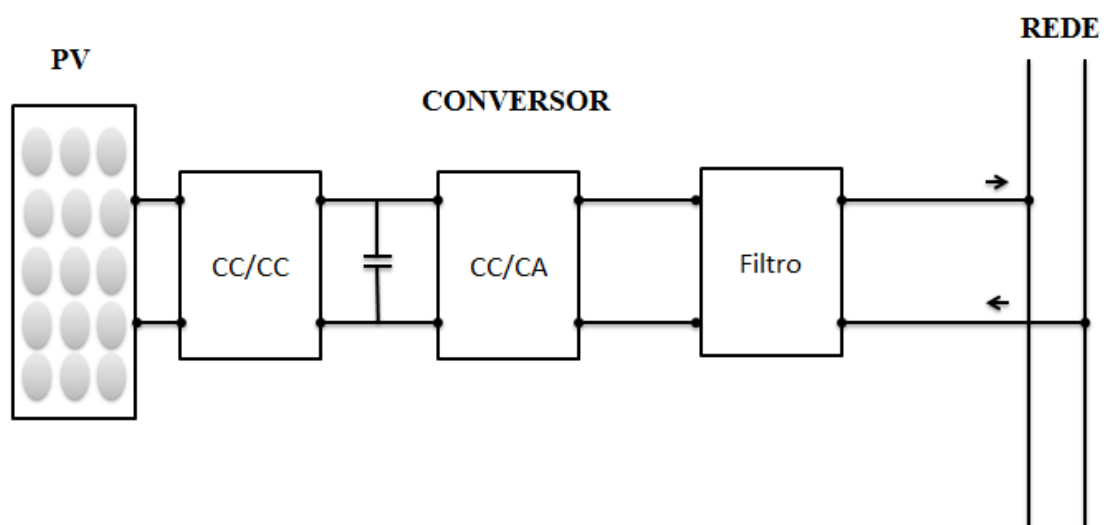 REDE
PV
CONVERSOR
CC/CC
CC/CA
Filtro